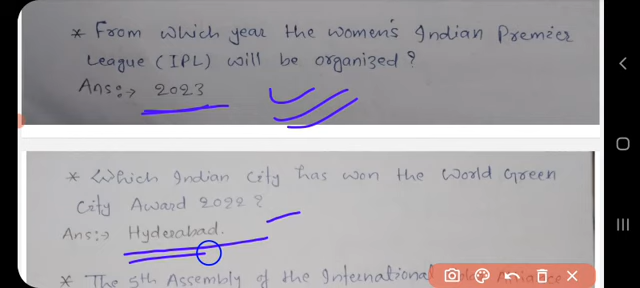 * From which year the women's Indian Premier
League (IPL) will be organized?
Ans:→ 2023
* Which Indian City has won the World Green
City Award 2022?
Ans:→ Hyderabad.
* The 5th Assembly of the International